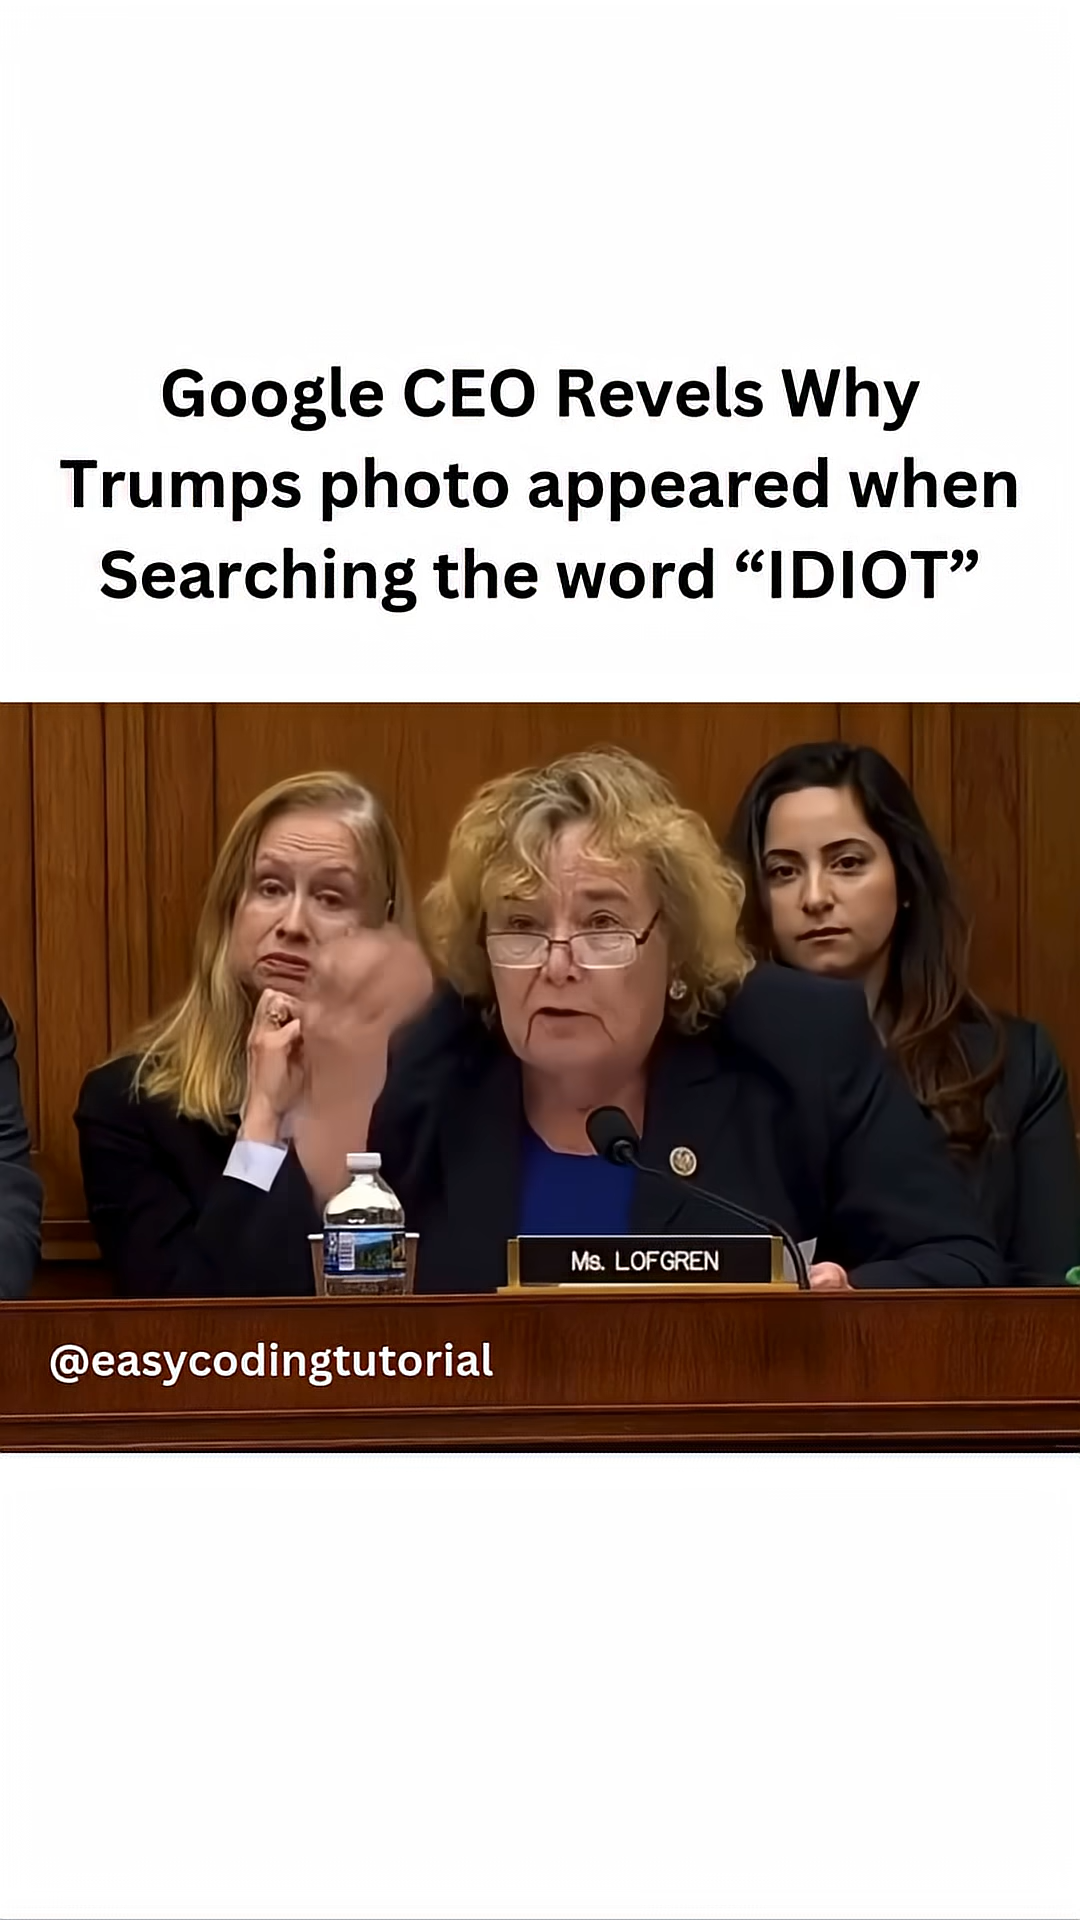 Google CEO Revels Why
Trumps photo appeared when
Searching the word “IDIOT”
Ms. LOFGREN
@easycodingtutorial